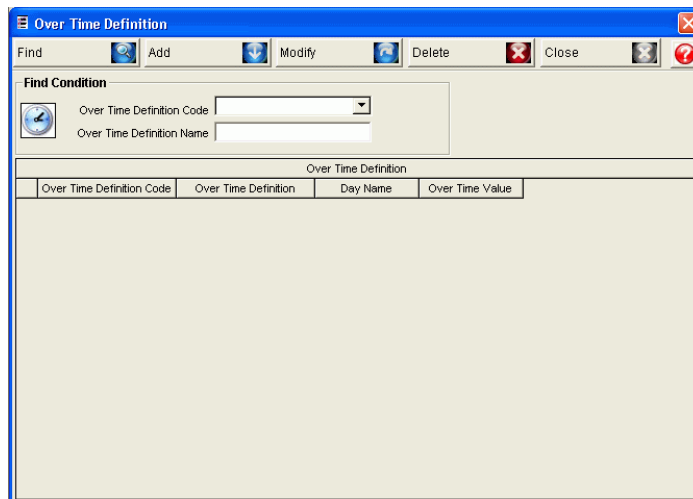 Over Time Definition
Find Add Modify Delete Close
Find Condition
Over Time Definition Code
Over Time Definition Name
Over Time Definition
Over Time Definition Code Over Time Definition Day Name Over Time Value